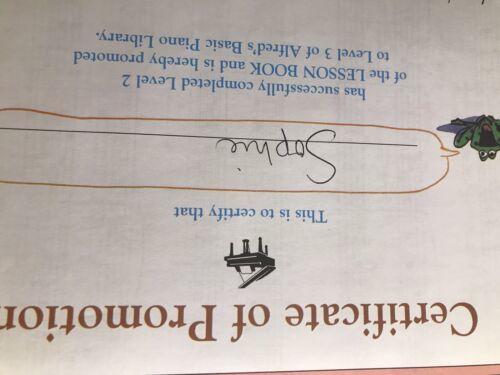 Certificate of Promotion
This is to certify that
Sophie
has successfully completed Level 2
of the LESSON BOOK and is hereby promoted
to Level 3 of Alfred's Basic Piano Library.